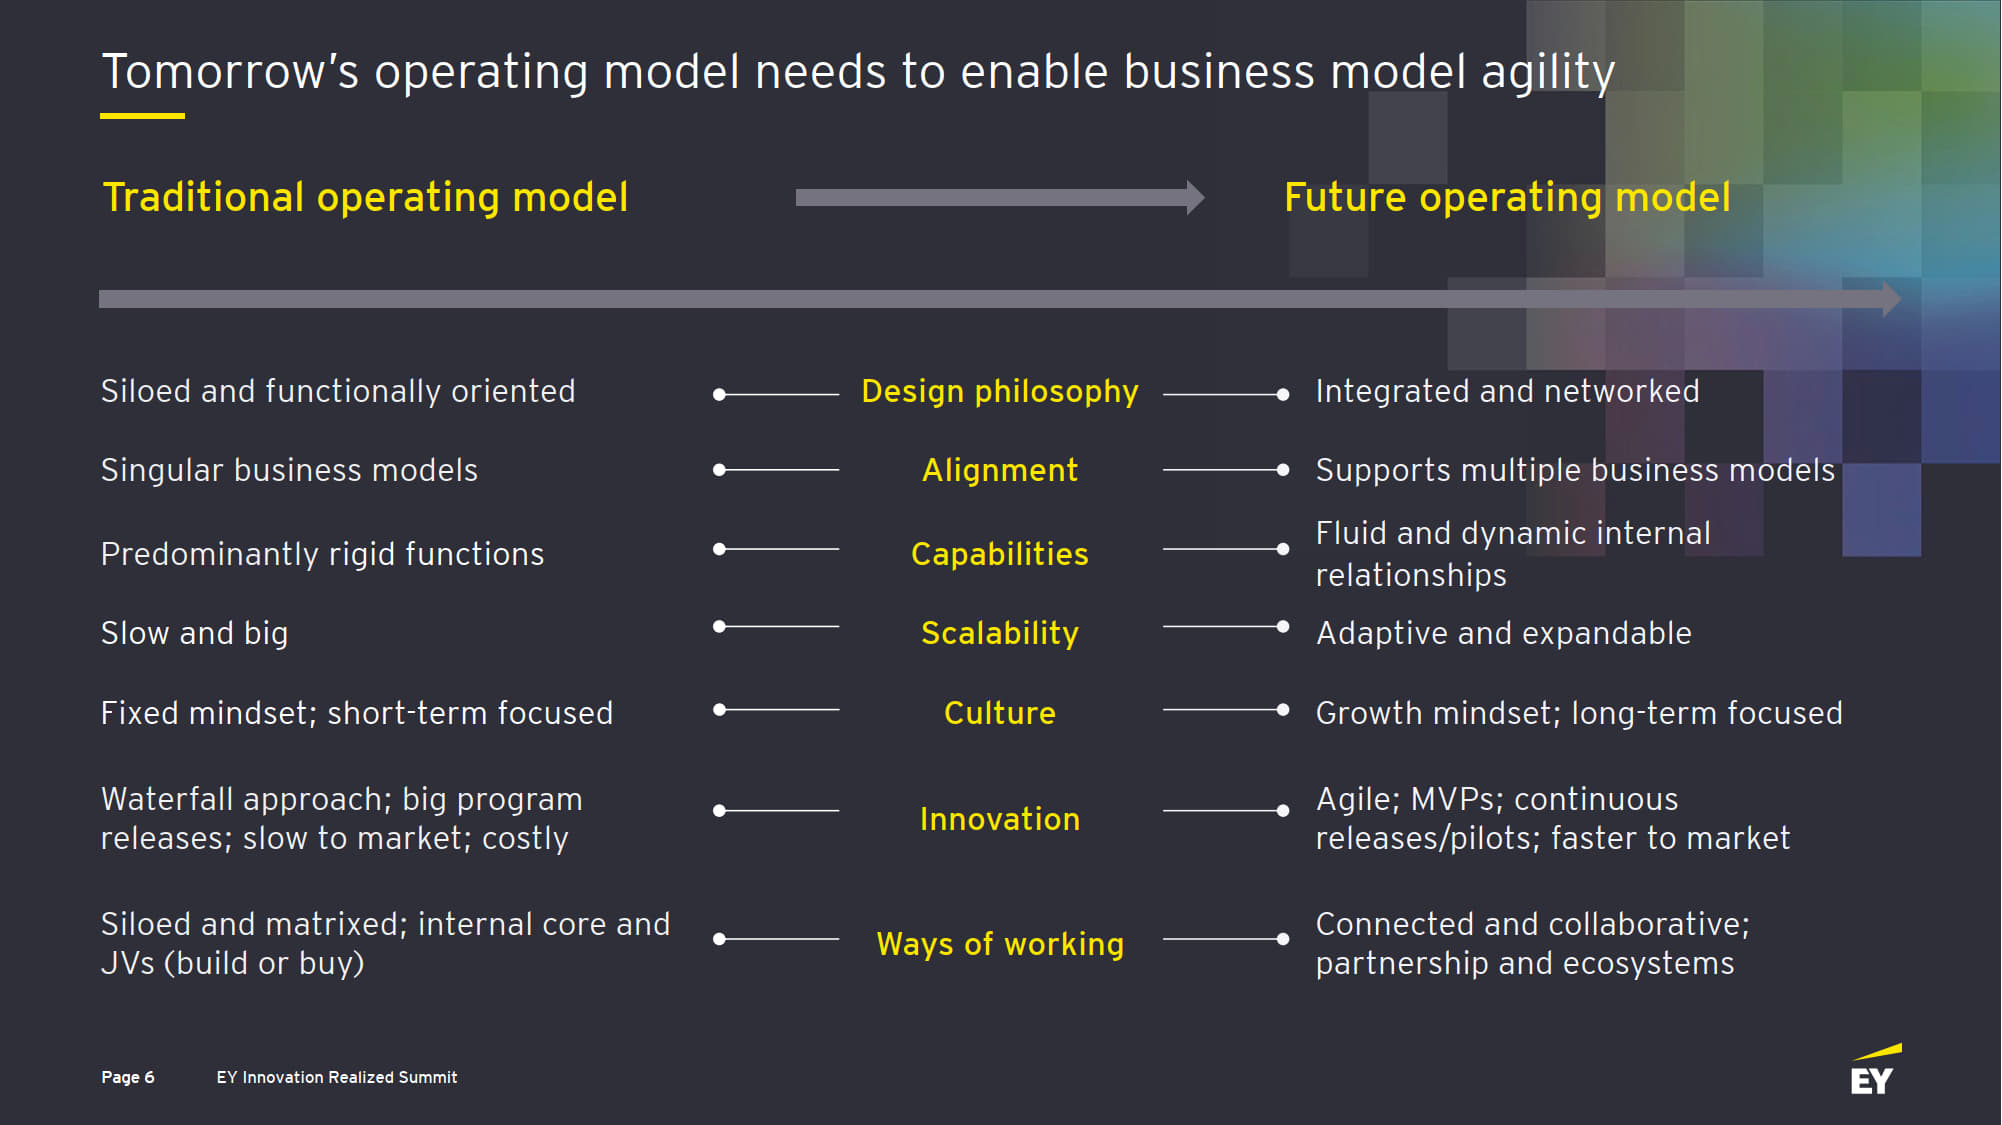 Tomorrow’s operating model needs to enable business model agility
Traditional operating model
Future operating model
Siloed and functionally oriented
Design philosophy
Integrated and networked
Singular business models
Alignment
Supports multiple business models
Predominantly rigid functions
Capabilities
Fluid and dynamic internal
relationships
Slow and big
Scalability
Adaptive and expandable
Fixed mindset; short-term focused
Culture
Growth mindset; long-term focused
Waterfall approach; big program
releases; slow to market; costly
Innovation
Agile; MVPs; continuous
releases/pilots; faster to market
Siloed and matrixed; internal core and
JVs (build or buy)
Ways of working
Connected and collaborative;
partnership and ecosystems
Page 6
EY Innovation Realized Summit
EY